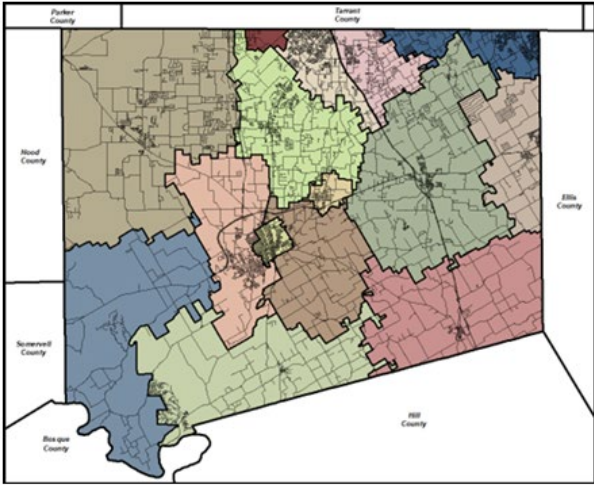 Parker
County
Tarrant
County
Hood
County
Ellis
County
Somervell
County
Hill
County
Bosque
County